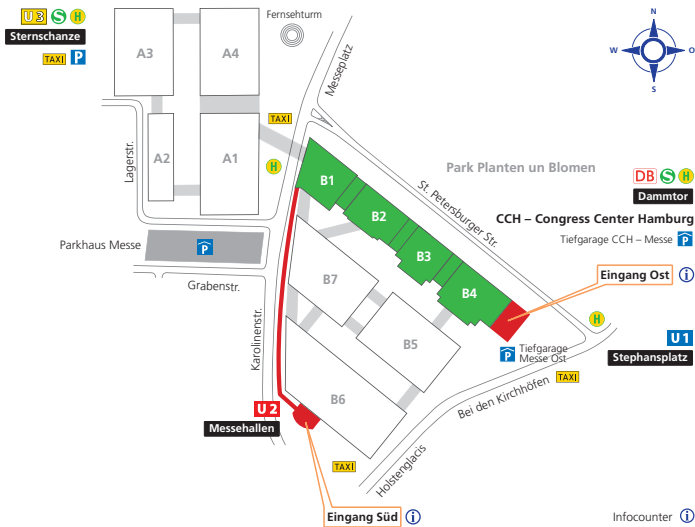 U3 S H
Sternschanze
TAXI P
Fernsehturm
N
W O
S
A3
A4
Messeplatz
TAXI
A2
A1
Lagerstr.
H
B1
Park Planten un Blomen
St. Petersburger Str.
DB S H
Dammtor
CCH – Congress Center Hamburg
Tiefgarage CCH – Messe P
B2
B3
B4
Parkhaus Messe
P
Eingang Ost i
Grabenstr.
B7
H
Karolinenstr.
B5
U1
Stephansplatz
P Tiefgarage
Messe Ost
TAXI
Bei den Kirchhöfen
B6
U2
Messehallen
TAXI
Holstenglacis
Eingang Süd i
Infocounter i